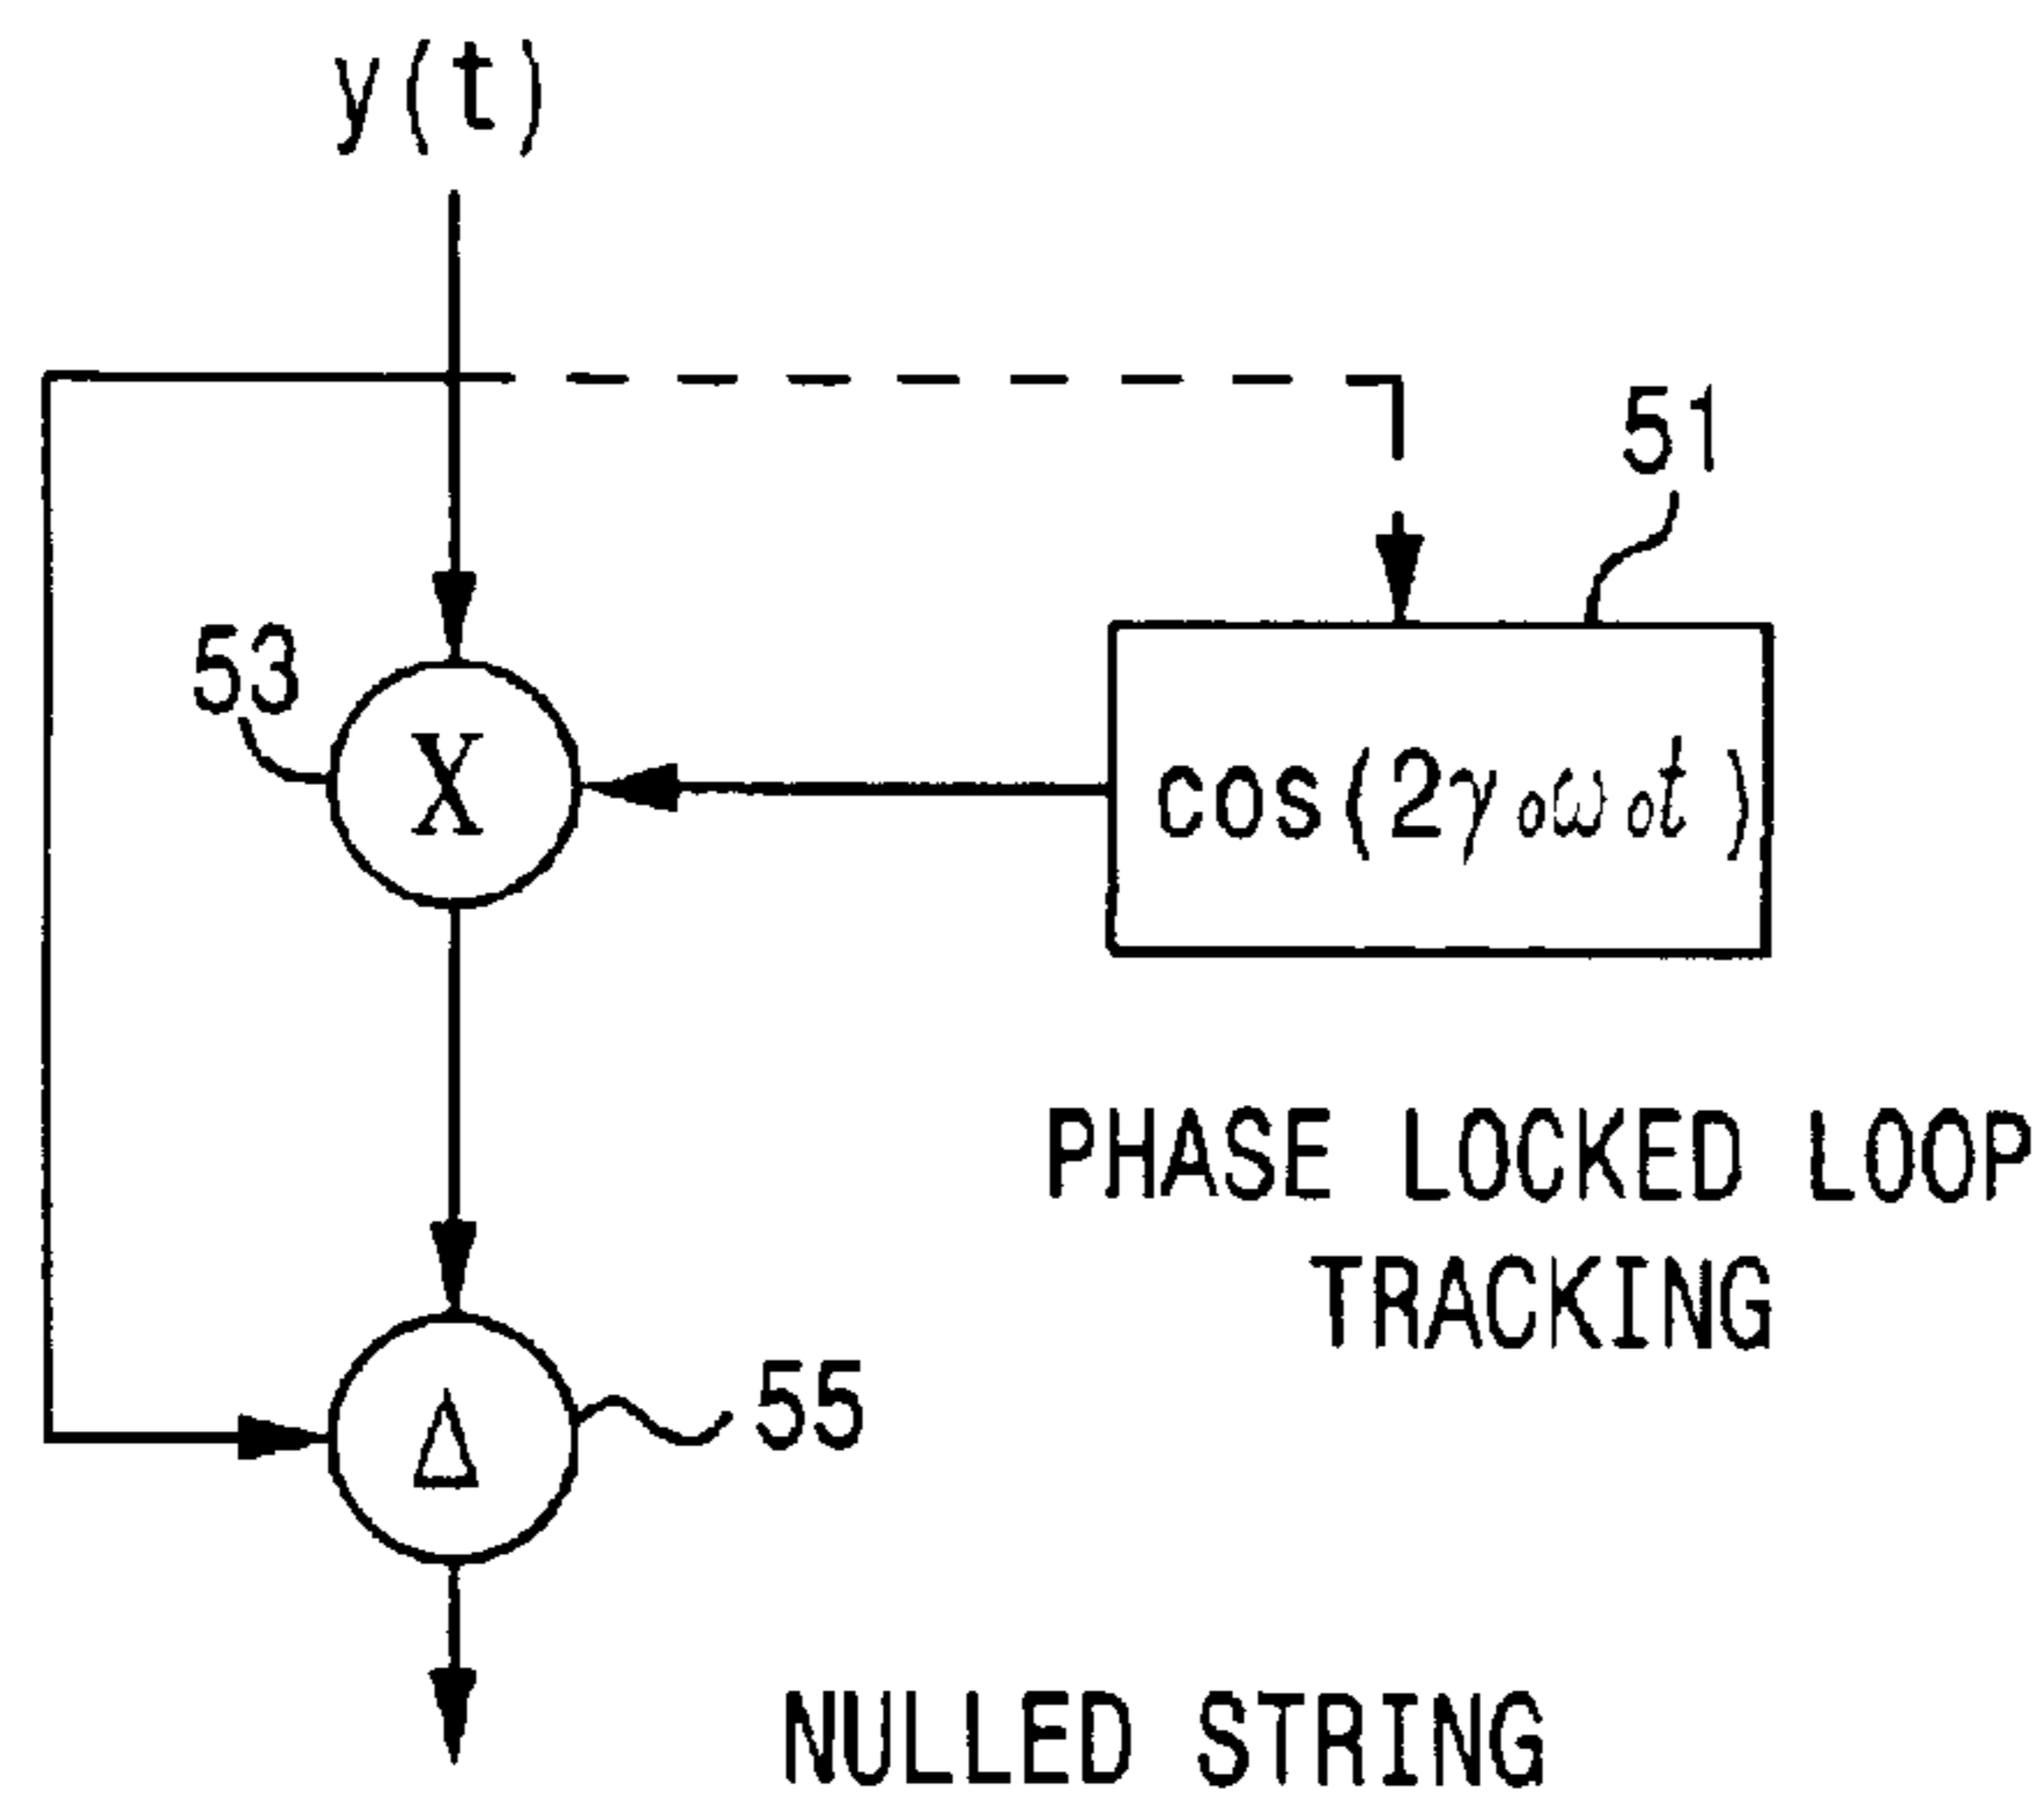 y(t)
51
53
X
cos(2γ₀ω₀t)
PHASE LOCKED LOOP
TRACKING
55
Δ
NULLED STRING